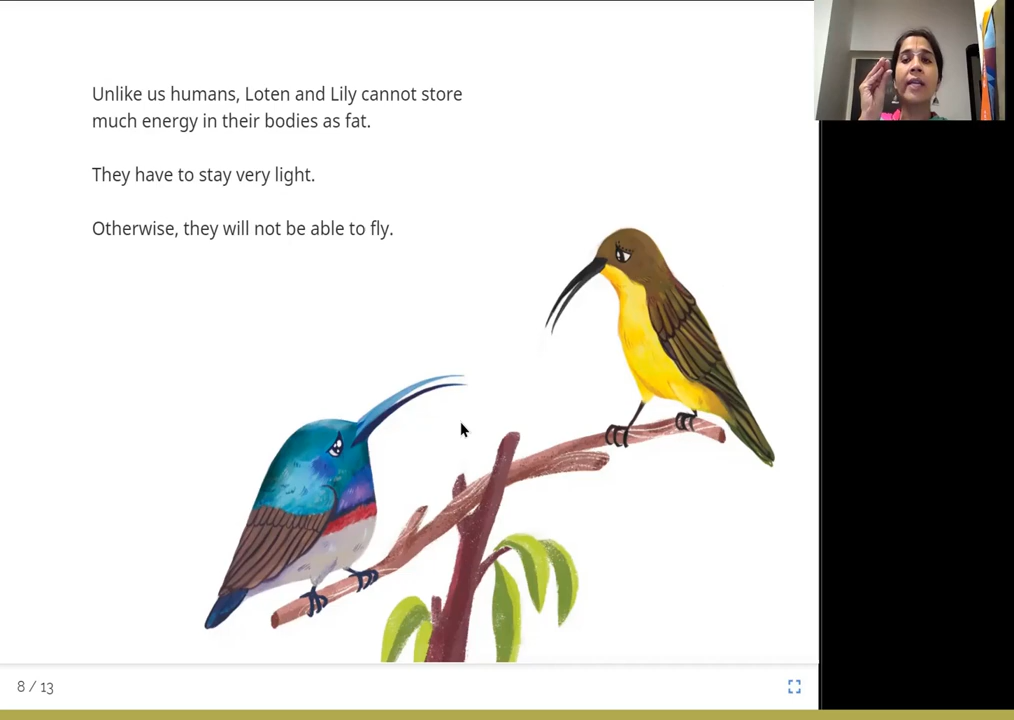 Unlike us humans, Loten and Lily cannot store
much energy in their bodies as fat.
They have to stay very light.
Otherwise, they will not be able to fly.
8 / 13